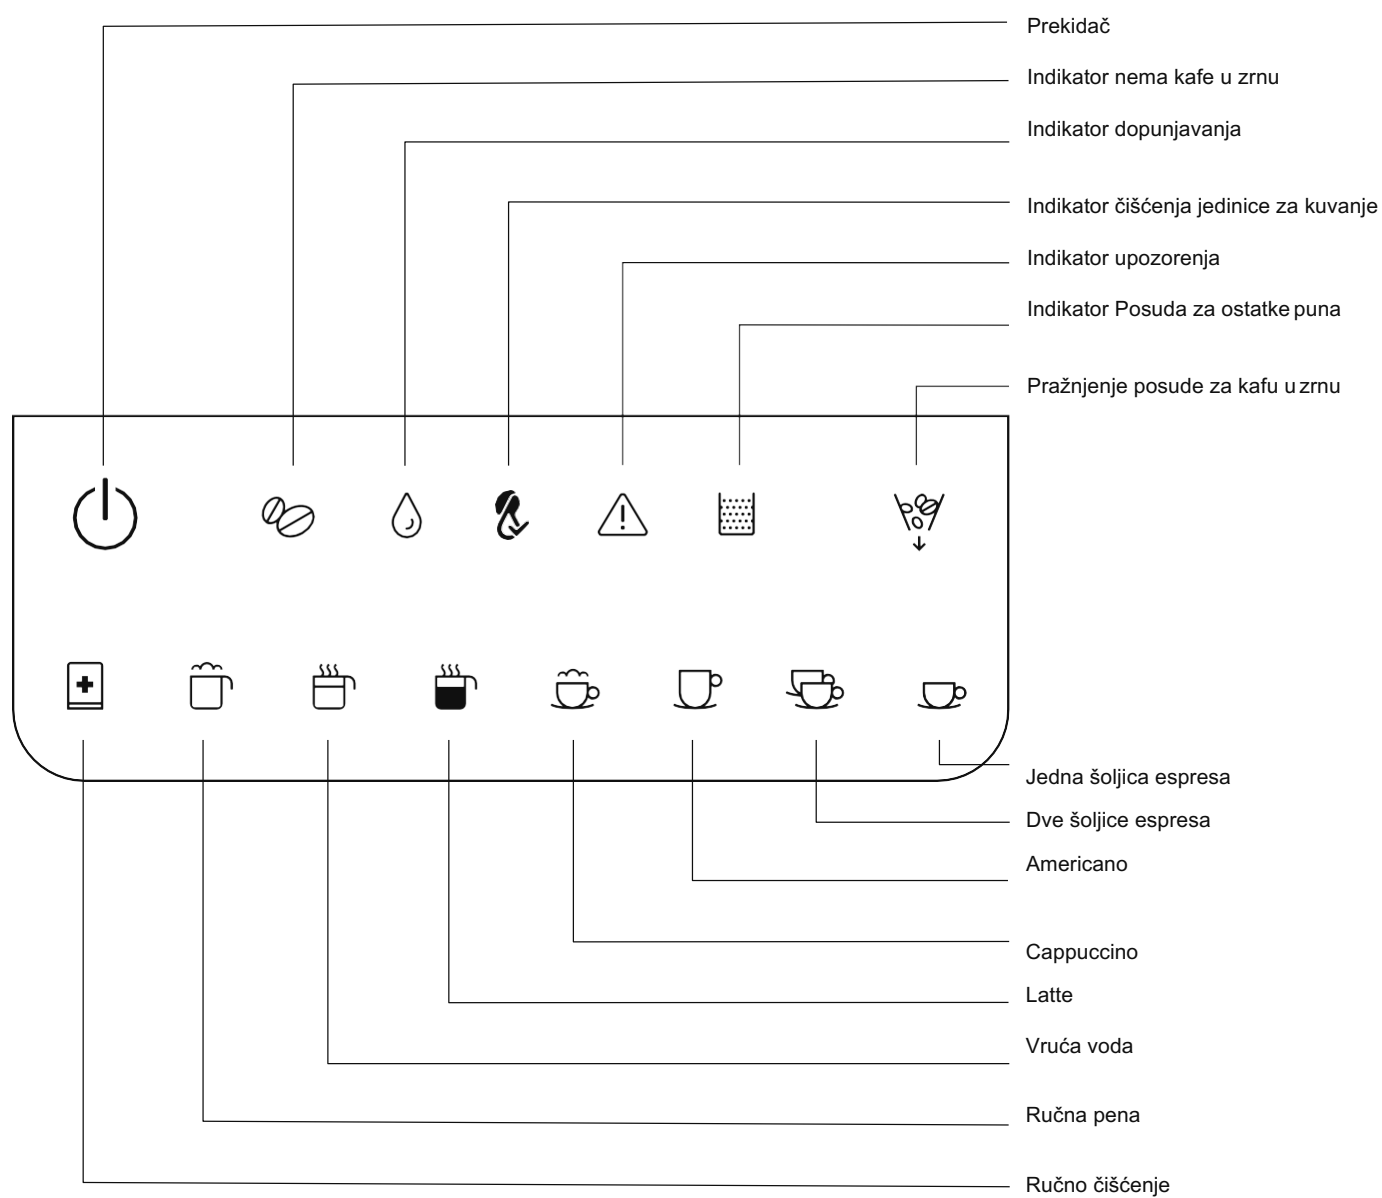 Prekidač
Indikator nema kafe u zrnu
Indikator dopunjavanja
Indikator čišćenja jedinice za kuvanje
Indikator upozorenja
Indikator Posuda za ostatke puna
Pražnjenje posude za kafu u zrnu
Jedna šoljica espresa
Dve šoljice espresa
Americano
Cappuccino
Latte
Vruća voda
Ručna pena
Ručno čišćenje